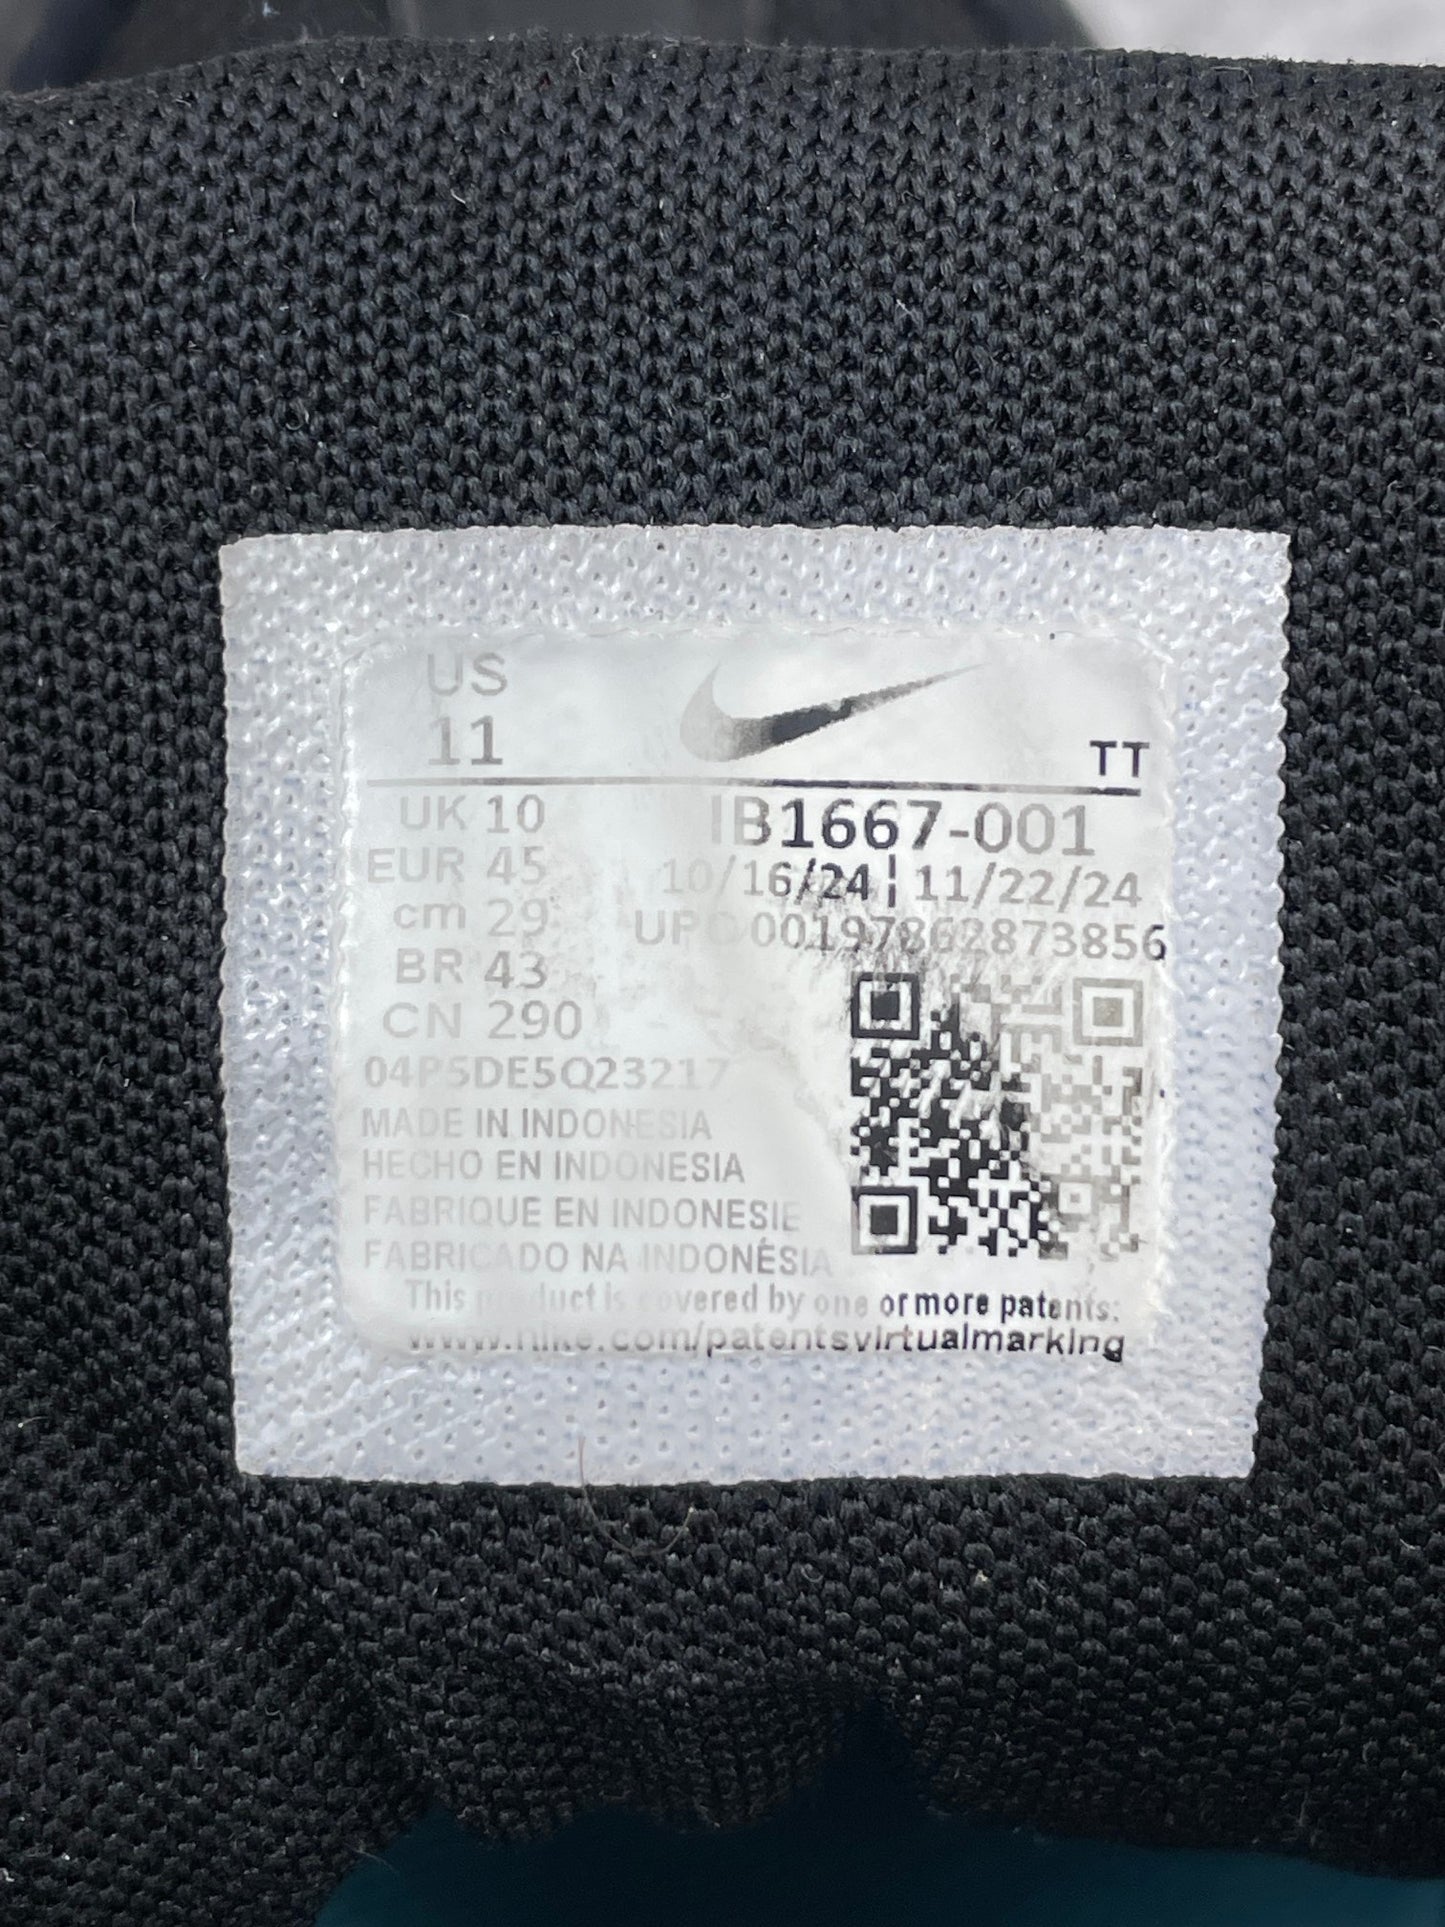 US
11
TT
UK 10
IB1667-001
EUR 45
10/16/24 ¦ 11/22/24
cm 29
UPC 00197862873856
BR 43
CN 290
04P5DE5Q23217
MADE IN INDONESIA
HECHO EN INDONESIA
FABRIQUE EN INDONESIE
FABRICADO NA INDONÉSIA
This product is covered by one or more patents:
www.nike.com/patentsvirtualmarking